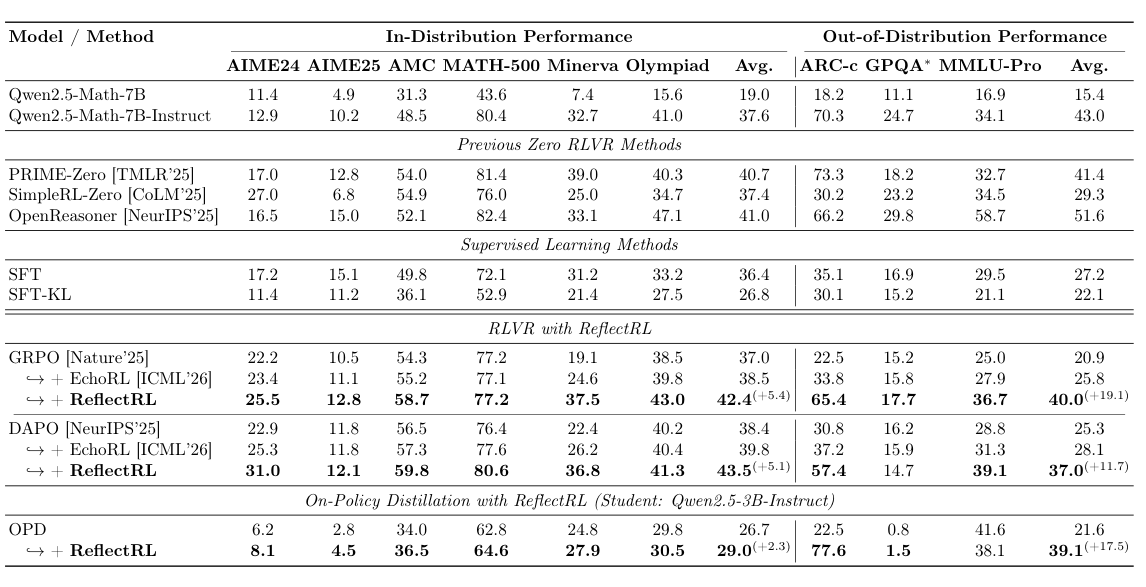 Model / Method In-Distribution Performance Out-of-Distribution Performance
AIME24 AIME25 AMC MATH-500 Minerva Olympiad Avg. ARC-c GPQA* MMLU-Pro Avg.
Qwen2.5-Math-7B 11.4 4.9 31.3 43.6 7.4 15.6 19.0 18.2 11.1 16.9 15.4
Qwen2.5-Math-7B-Instruct 12.9 10.2 48.5 80.4 32.7 41.0 37.6 70.3 24.7 34.1 43.0
Previous Zero RLVR Methods
PRIME-Zero [TMLR'25] 17.0 12.8 54.0 81.4 39.0 40.3 40.7 73.3 18.2 32.7 41.4
SimpleRL-Zero [CoLM'25] 27.0 6.8 54.9 76.0 25.0 34.7 37.4 30.2 23.2 34.5 29.3
OpenReasoner [NeurIPS'25] 16.5 15.0 52.1 82.4 33.1 47.1 41.0 66.2 29.8 58.7 51.6
Supervised Learning Methods
SFT 17.2 15.1 49.8 72.1 31.2 33.2 36.4 35.1 16.9 29.5 27.2
SFT-KL 11.4 11.2 36.1 52.9 21.4 27.5 26.8 30.1 15.2 21.1 22.1
RLVR with ReflectRL
GRPO [Nature'25] 22.2 10.5 54.3 77.2 19.1 38.5 37.0 22.5 15.2 25.0 20.9
↪ + EchoRL [ICML'26] 23.4 11.1 55.2 77.1 24.6 39.8 38.5 33.8 15.8 27.9 25.8
↪ + ReflectRL 25.5 12.8 58.7 77.2 37.5 43.0 42.4(+5.4) 65.4 17.7 36.7 40.0(+19.1)
DAPO [NeurIPS'25] 22.9 11.8 56.5 76.4 22.4 40.2 38.4 30.8 16.2 28.8 25.3
↪ + EchoRL [ICML'26] 25.3 11.8 57.3 77.6 26.2 40.4 39.8 37.2 15.9 31.3 28.1
↪ + ReflectRL 31.0 12.1 59.8 80.6 36.8 41.3 43.5(+5.1) 57.4 14.7 39.1 37.0(+11.7)
On-Policy Distillation with ReflectRL (Student: Qwen2.5-3B-Instruct)
OPD 6.2 2.8 34.0 62.8 24.8 29.8 26.7 22.5 0.8 41.6 21.6
↪ + ReflectRL 8.1 4.5 36.5 64.6 27.9 30.5 29.0(+2.3) 77.6 1.5 38.1 39.1(+17.5)